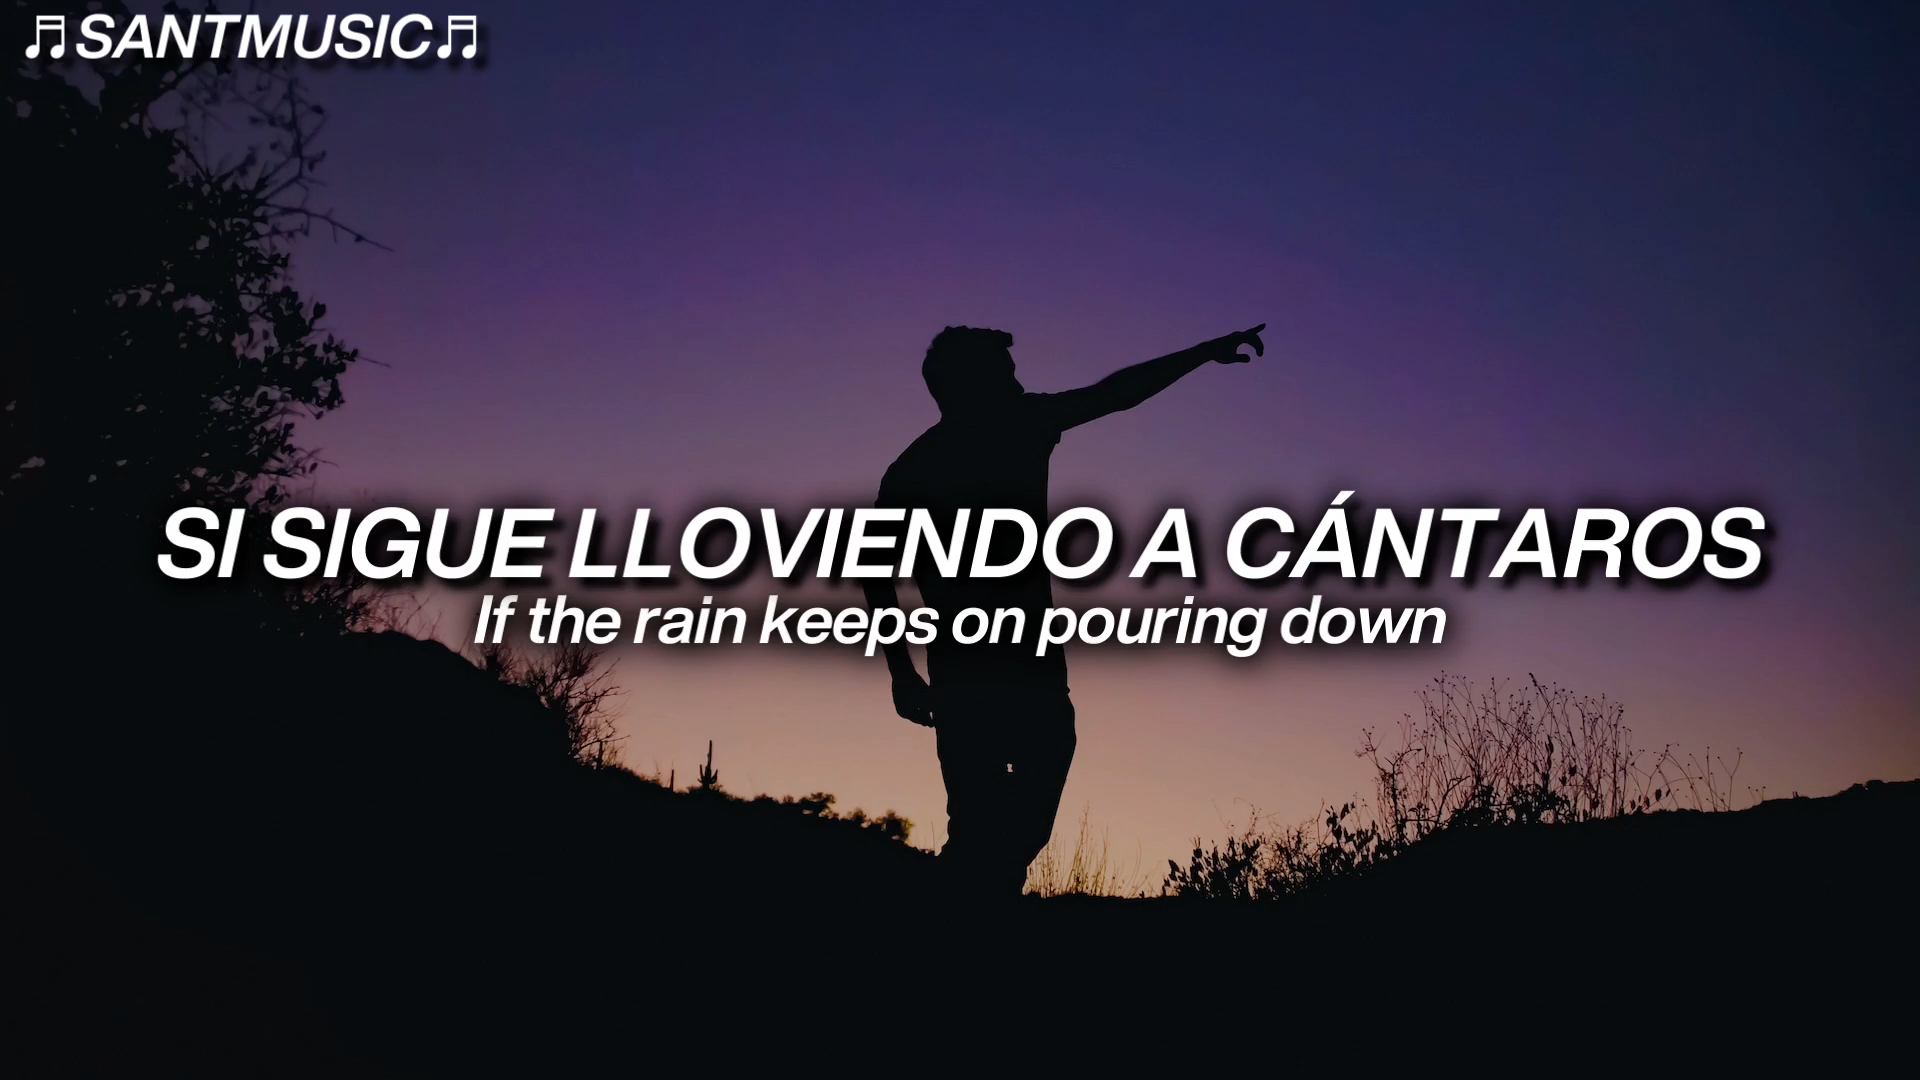 ♬SANTMUSIC♬
SI SIGUE LLOVIENDO A CÁNTAROS
If the rain keeps on pouring down